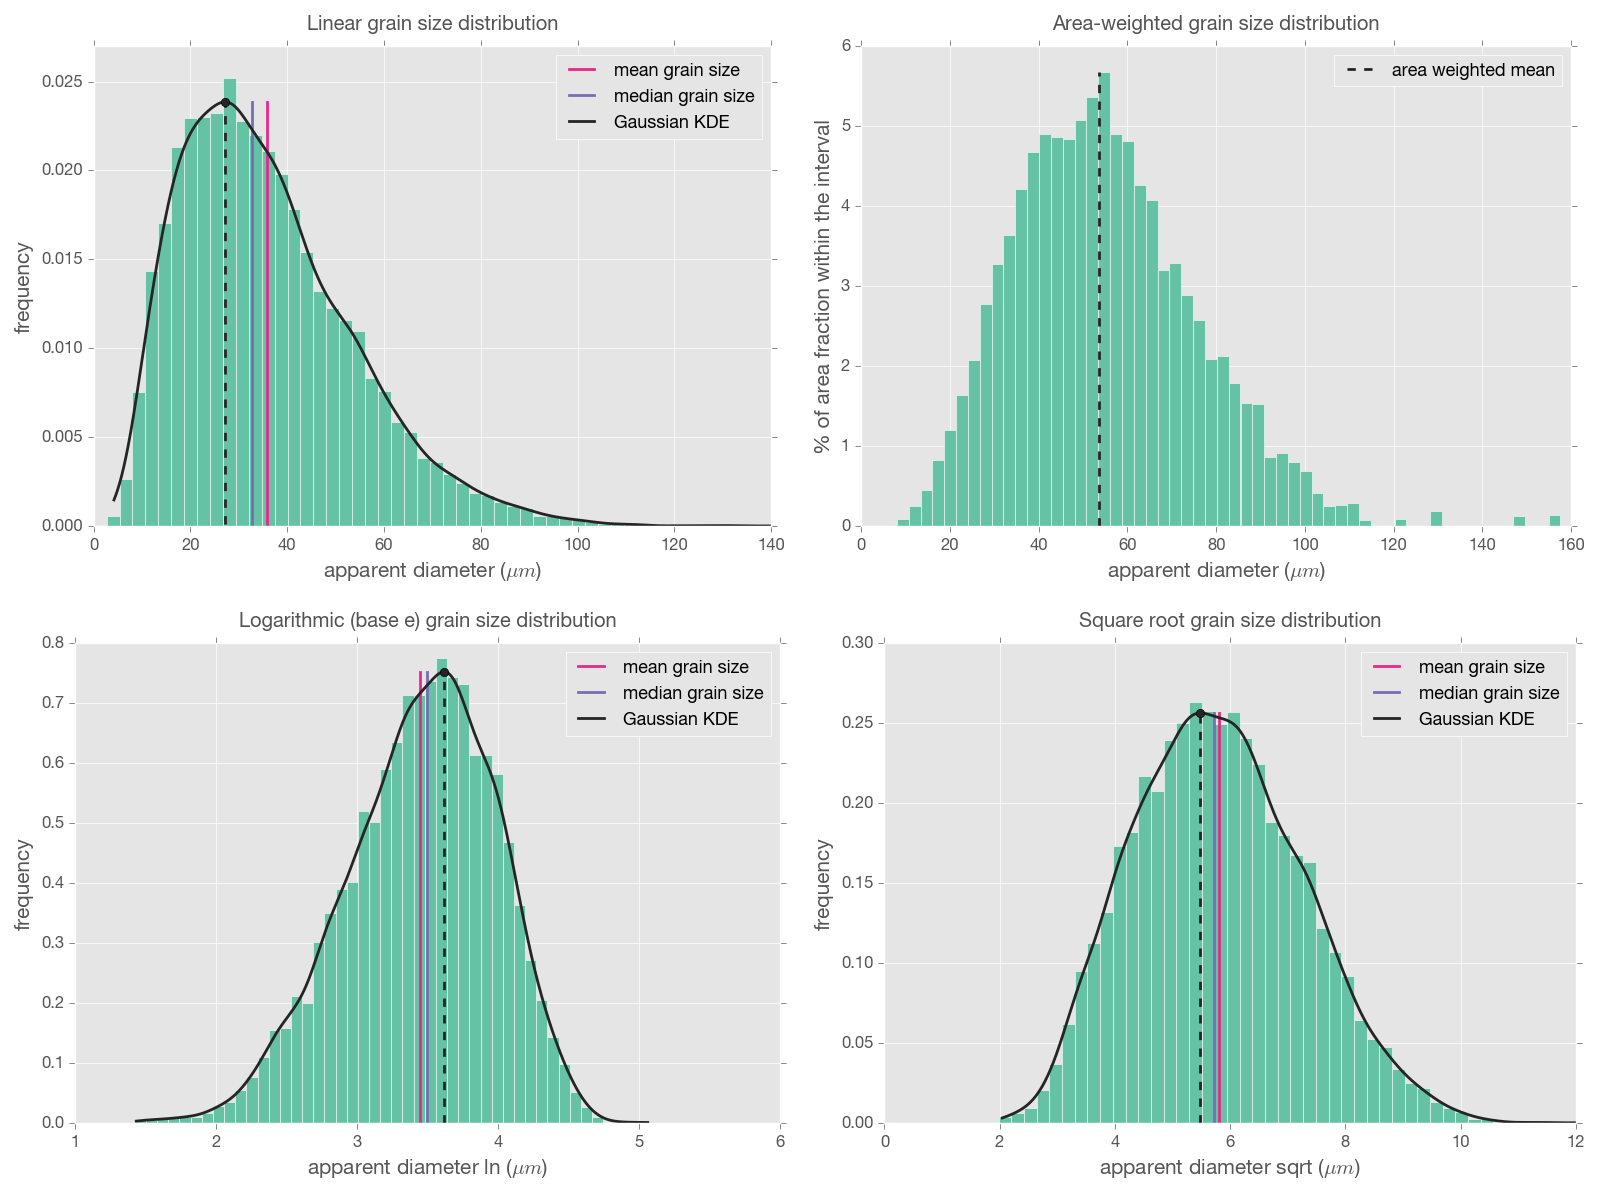 Linear grain size distribution
mean grain size
median grain size
Gaussian KDE
frequency
0.025
0.020
0.015
0.010
0.005
0.000
0 20 40 60 80 100 120 140
apparent diameter (μm)
Area-weighted grain size distribution
area weighted mean
% of area fraction within the interval
6
5
4
3
2
1
0
0 20 40 60 80 100 120 140 160
apparent diameter (μm)
Logarithmic (base e) grain size distribution
mean grain size
median grain size
Gaussian KDE
frequency
0.8
0.7
0.6
0.5
0.4
0.3
0.2
0.1
0.0
1 2 3 4 5 6
apparent diameter ln (μm)
Square root grain size distribution
mean grain size
median grain size
Gaussian KDE
frequency
0.30
0.25
0.20
0.15
0.10
0.05
0.00
0 2 4 6 8 10 12
apparent diameter sqrt (μm)